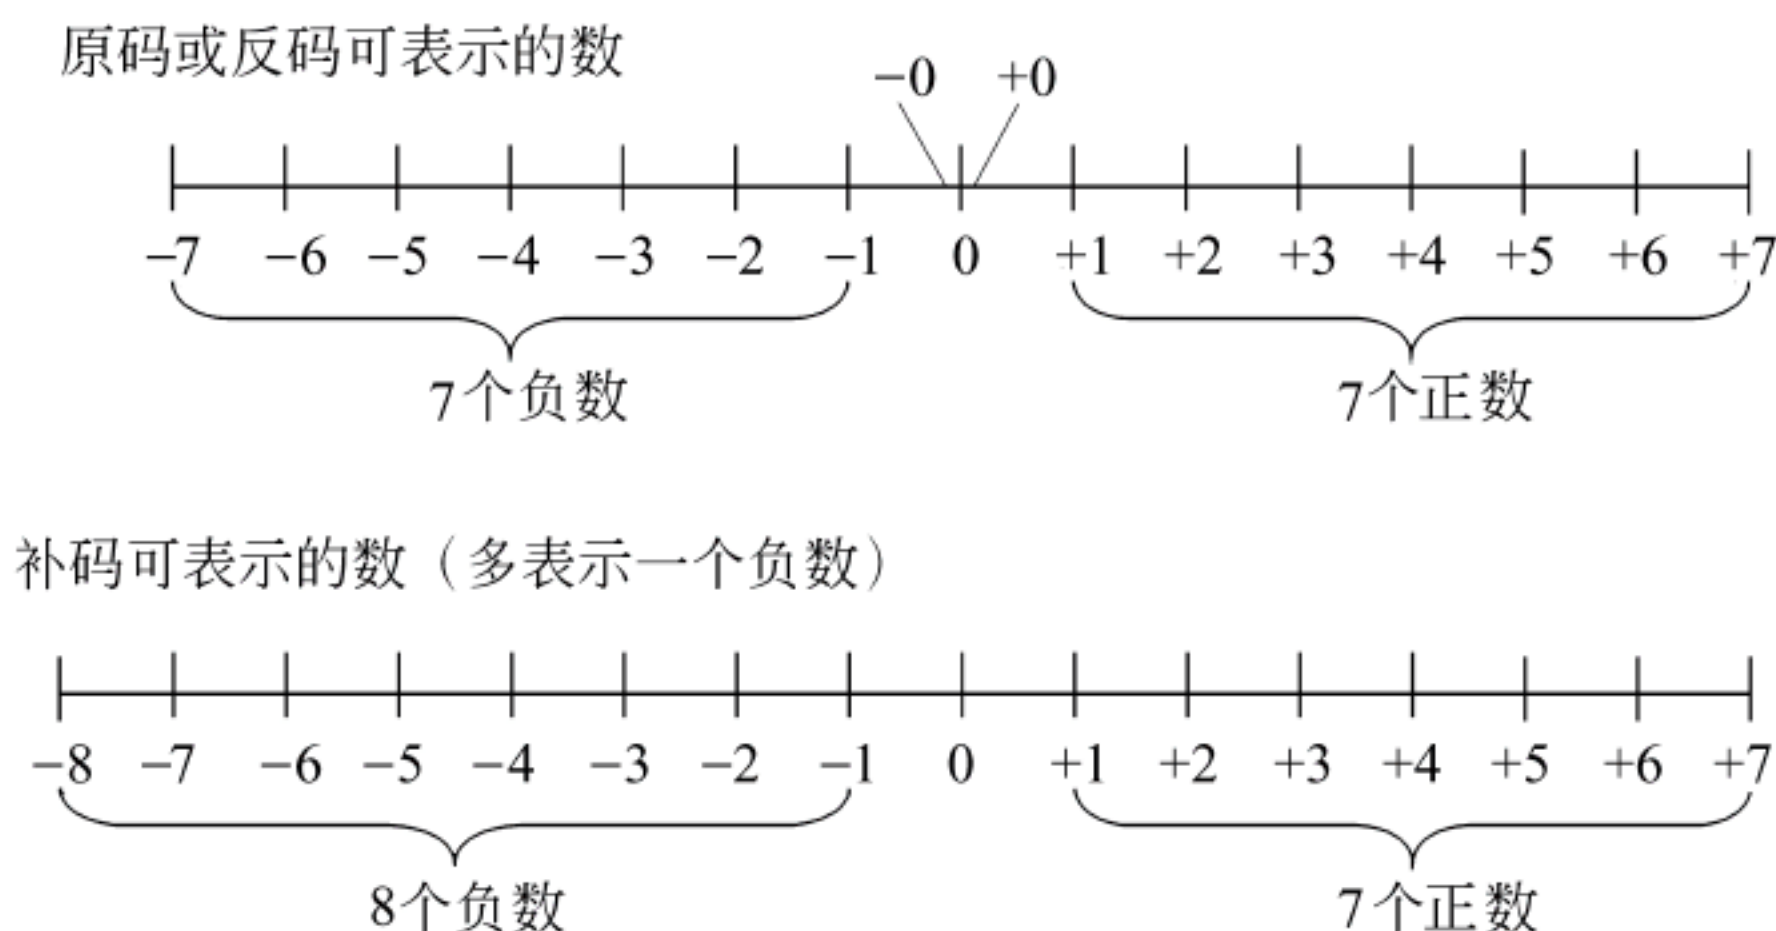 原码或反码可表示的数
−0 +0
−7 −6 −5 −4 −3 −2 −1 0 +1 +2 +3 +4 +5 +6 +7
7个负数 7个正数
补码可表示的数（多表示一个负数）
−8 −7 −6 −5 −4 −3 −2 −1 0 +1 +2 +3 +4 +5 +6 +7
8个负数 7个正数